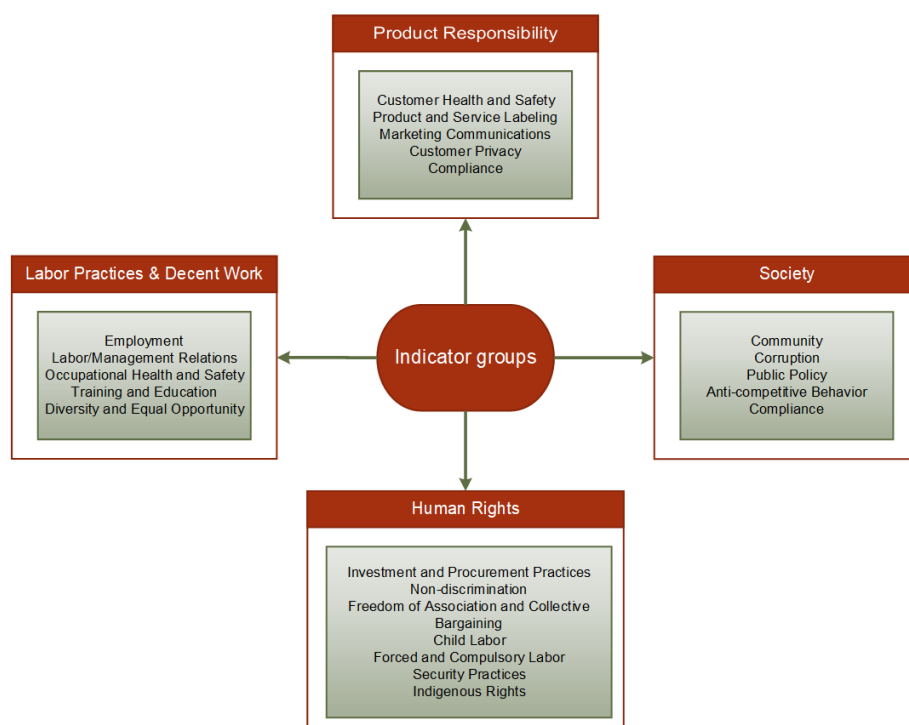 Product Responsibility
Customer Health and Safety
Product and Service Labeling
Marketing Communications
Customer Privacy
Compliance
Labor Practices & Decent Work
Employment
Labor/Management Relations
Occupational Health and Safety
Training and Education
Diversity and Equal Opportunity
Indicator groups
Society
Community
Corruption
Public Policy
Anti-competitive Behavior
Compliance
Human Rights
Investment and Procurement Practices
Non-discrimination
Freedom of Association and Collective
Bargaining
Child Labor
Forced and Compulsory Labor
Security Practices
Indigenous Rights